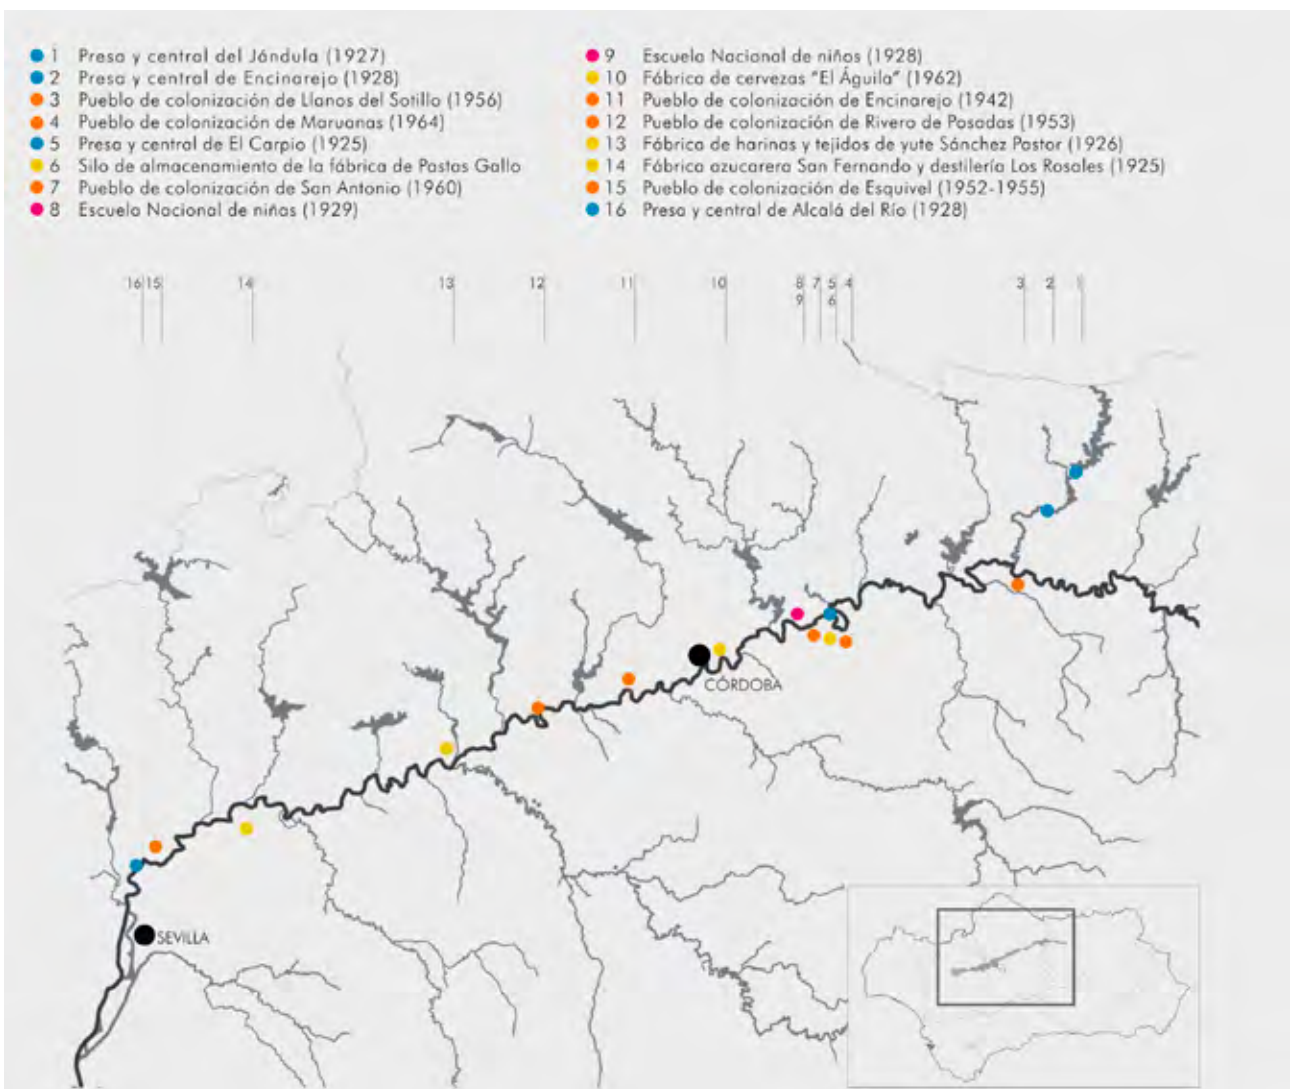 1 Presa y central del Jándula (1927)
2 Presa y central de Encinarejo (1928)
3 Pueblo de colonización de Llanos del Sotillo (1956)
4 Pueblo de colonización de Maruanas (1964)
5 Presa y central de El Carpio (1925)
6 Silo de almacenamiento de la fábrica de Pastas Gallo
7 Pueblo de colonización de San Antonio (1960)
8 Escuela Nacional de niñas (1929)
9 Escuela Nacional de niños (1928)
10 Fábrica de cervezas "El Águila" (1962)
11 Pueblo de colonización de Encinarejo (1942)
12 Pueblo de colonización de Rivero de Posadas (1953)
13 Fábrica de harinas y tejidos de yute Sánchez Pastor (1926)
14 Fábrica azucarera San Fernando y destilería Los Rosales (1925)
15 Pueblo de colonización de Esquivel (1952-1955)
16 Presa y central de Alcalá del Río (1928)
16 15 14 13 12 11 10 8 7 5 4 3 2 1
9 6
CÓRDOBA
SEVILLA